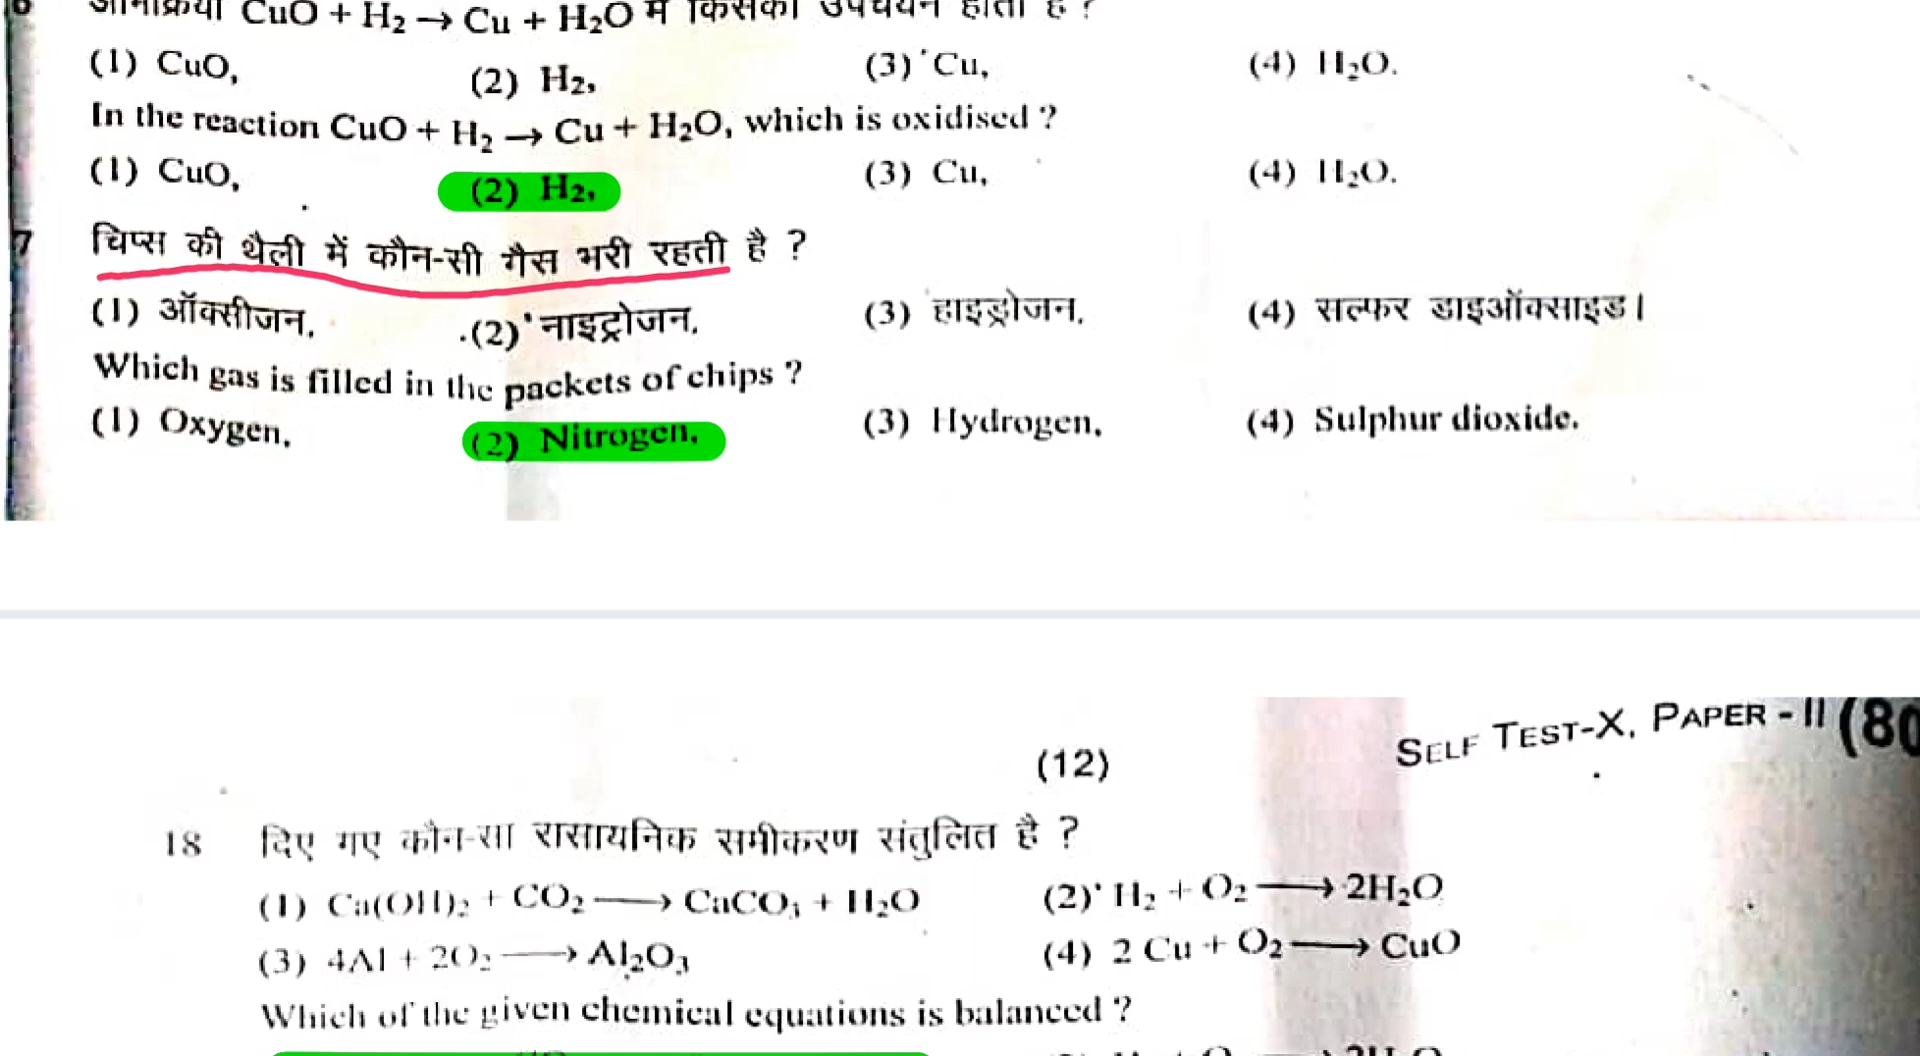 CuO + H₂ → Cu + H₂O में किसका उपचयन होता है ?
(1) CuO, (2) H₂, (3) Cu, (4) H₂O.
In the reaction CuO + H₂ → Cu + H₂O, which is oxidised ?
(1) CuO, (2) H₂, (3) Cu, (4) H₂O.
7 चिप्स की थैली में कौन-सी गैस भरी रहती है ?
(1) ऑक्सीजन, (2) नाइट्रोजन, (3) हाइड्रोजन, (4) सल्फर डाइऑक्साइड।
Which gas is filled in the packets of chips ?
(1) Oxygen, (2) Nitrogen, (3) Hydrogen, (4) Sulphur dioxide.
(12) SELF TEST-X, PAPER - II (80
18 दिए गए कौन-सा रासायनिक समीकरण संतुलित है ?
(1) Ca(OH)₂ + CO₂ ⟶ CaCO₃ + H₂O (2) H₂ + O₂ ⟶ 2H₂O
(3) 4Al + 2O₂ ⟶ Al₂O₃ (4) 2 Cu + O₂ ⟶ CuO
Which of the given chemical equations is balanced ?